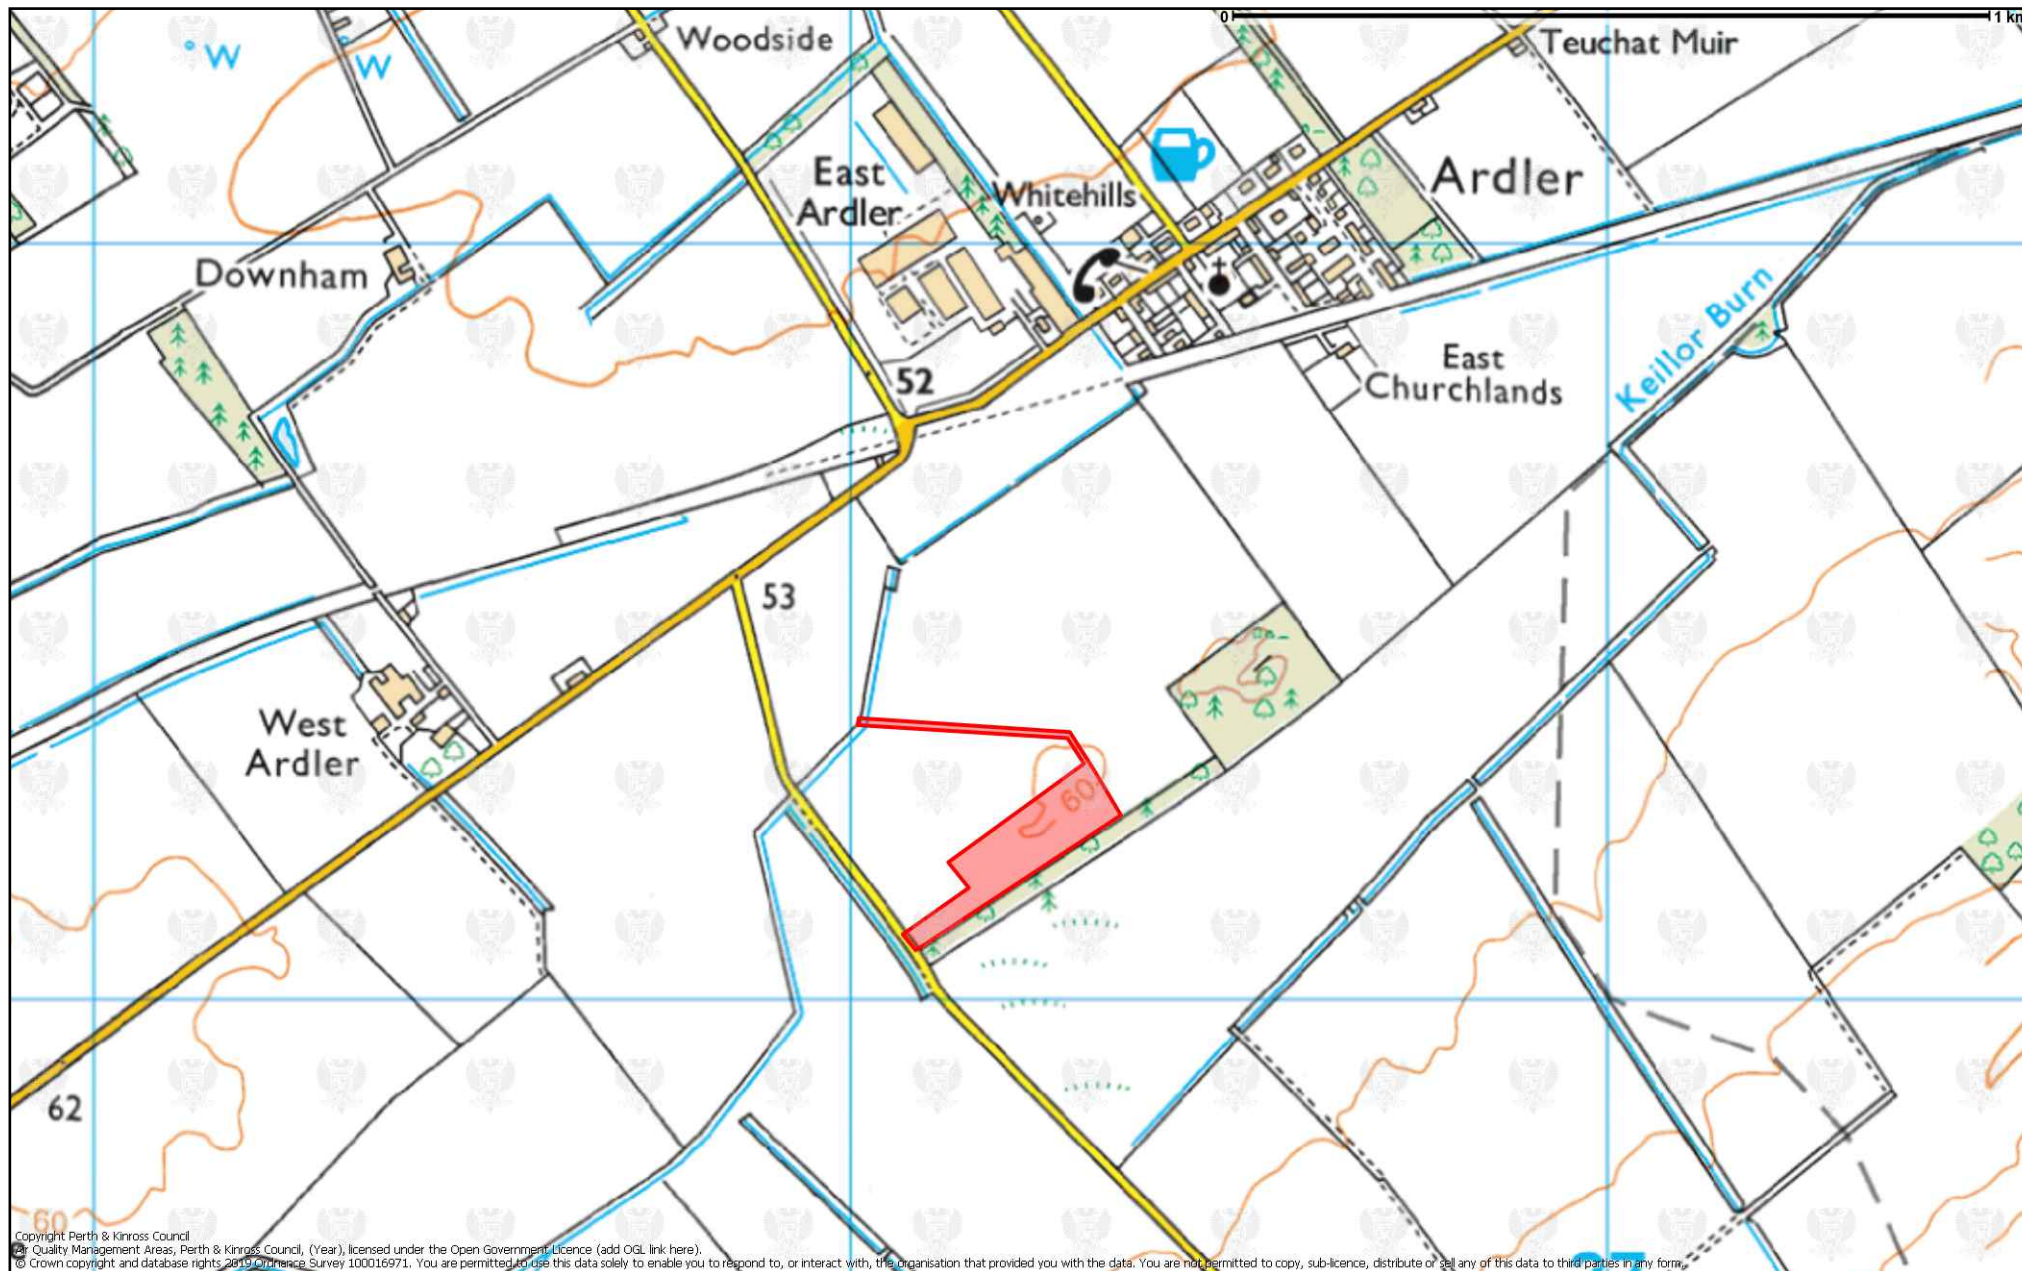 0 1 km
Woodside
Teuchat Muir
W
W
East
Ardler
Whitehills
Ardler
Downham
Keillor Burn
52
East
Churchlands
53
West
Ardler
60
62
60
Copyright Perth & Kinross Council
Air Quality Management Areas, Perth & Kinross Council, (Year), licensed under the Open Government Licence (add OGL link here).
© Crown copyright and database rights 2019 Ordnance Survey 100016971. You are permitted to use this data solely to enable you to respond to, or interact with, the organisation that provided you with the data. You are not permitted to copy, sub-licence, distribute or sell any of this data to third parties in any form.